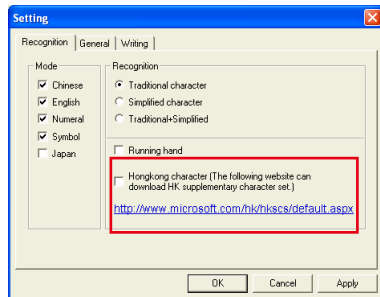 Setting
Recognition General Writing
Mode
Chinese
English
Numeral
Symbol
Japan
Recognition
Traditional character
Simplified character
Traditional+Simplified
Running hand
Hongkong character (The following website can
download HK supplementary character set.)
http://www.microsoft.com/hk/hkscs/default.aspx
OK Cancel Apply